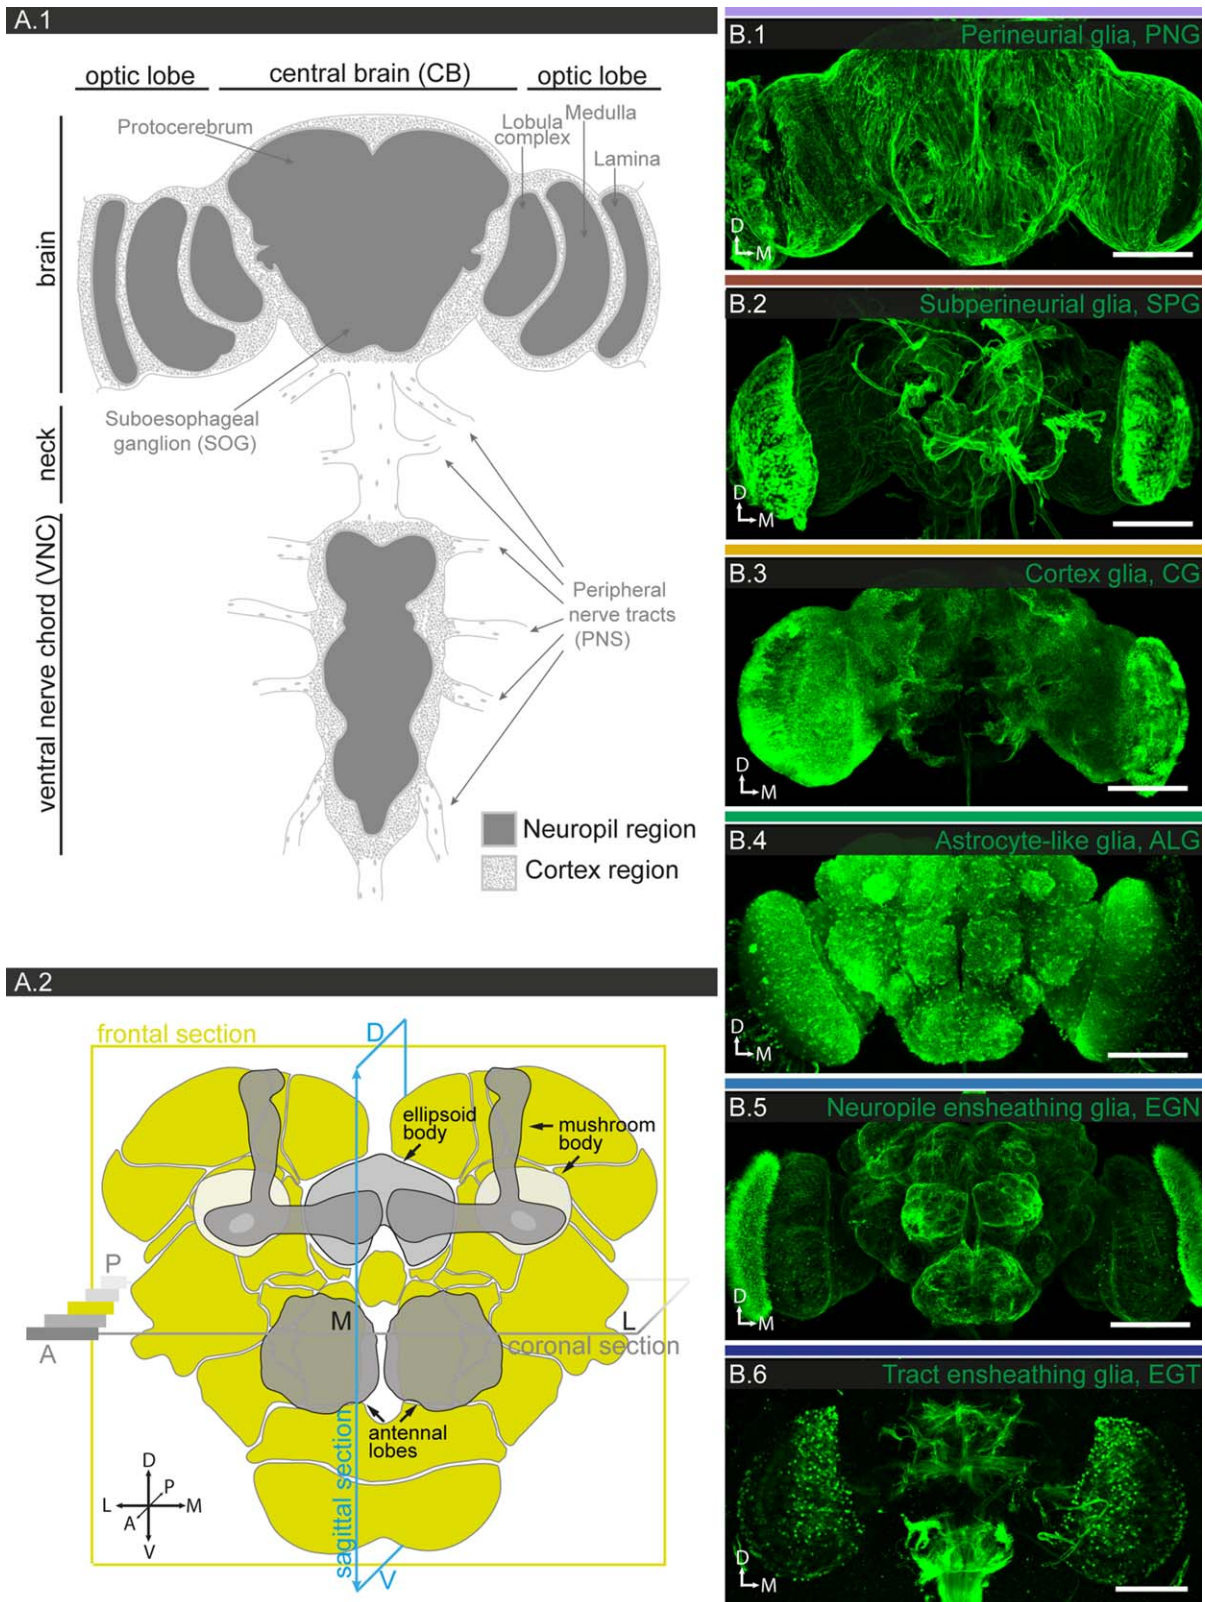 A.1
optic lobe
central brain (CB)
optic lobe
Protocerebrum
Lobula
complex
Medulla
Lamina
brain
Suboesophageal
ganglion (SOG)
neck
ventral nerve chord (VNC)
Peripheral
nerve tracts
(PNS)
Neuropil region
Cortex region
A.2
frontal section
D
ellipsoid
body
mushroom
body
P
A
M
L
coronal section
antennal
lobes
sagittal section
V
D
P
L
M
A
V
B.1
Perineurial glia, PNG
D
M
B.2
Subperineurial glia, SPG
D
M
B.3
Cortex glia, CG
D
M
B.4
Astrocyte-like glia, ALG
D
M
B.5
Neuropile ensheathing glia, EGN
D
M
B.6
Tract ensheathing glia, EGT
D
M